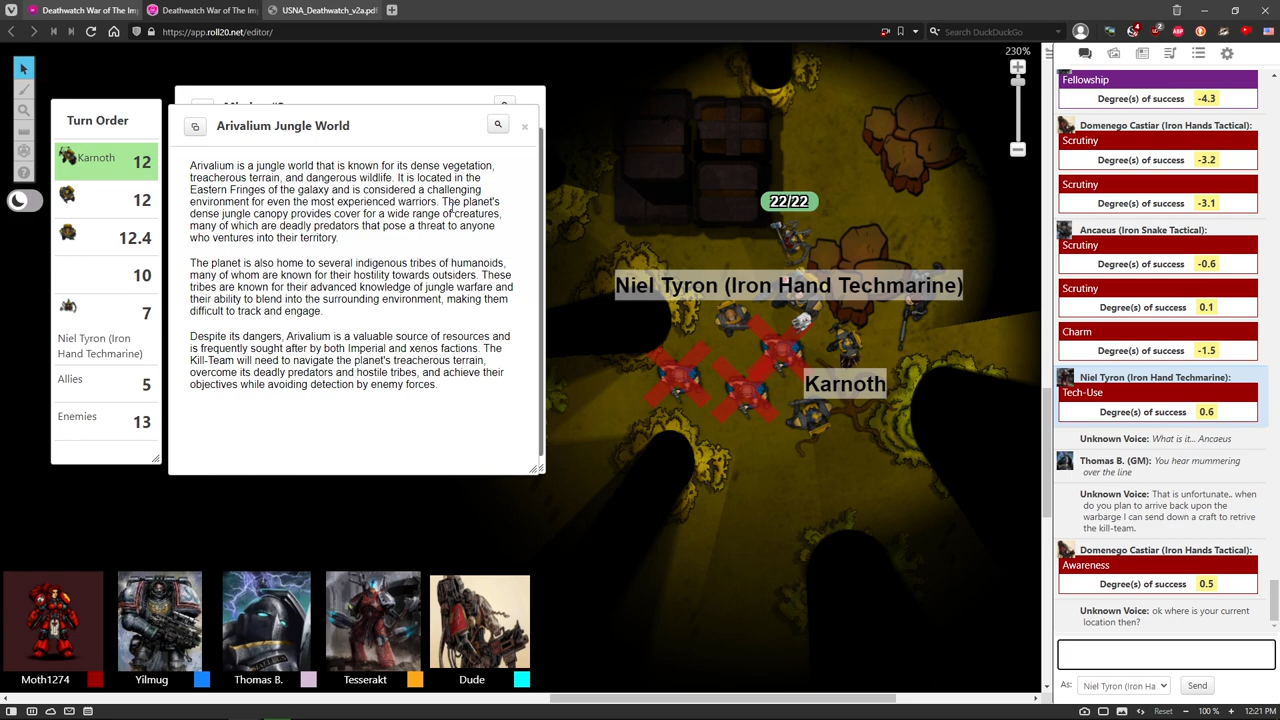 Deathwatch War of The Im
Deathwatch War of The Im
USNA_Deathwatch_v2a.pdf
https://app.roll20.net/editor/
Search DuckDuckGo
230%
Turn Order
Karnoth 12
12
12.4
10
7
Niel Tyron (Iron
Hand Techmarine)
Allies 5
Enemies 13
Arivalium Jungle World
Arivalium is a jungle world that is known for its dense vegetation,
treacherous terrain, and dangerous wildlife. It is located in the
Eastern Fringes of the galaxy and is considered a challenging
environment for even the most experienced warriors. The planet's
dense jungle canopy provides cover for a wide range of creatures,
many of which are deadly predators that pose a threat to anyone
who ventures into their territory.
The planet is also home to several indigenous tribes of humanoids,
many of whom are known for their hostility towards outsiders. These
tribes are known for their advanced knowledge of jungle warfare and
their ability to blend into the surrounding environment, making them
difficult to track and engage.
Despite its dangers, Arivalium is a valuable source of resources and
is frequently sought after by both Imperial and xenos factions. The
Kill-Team will need to navigate the planet's treacherous terrain,
overcome its deadly predators and hostile tribes, and achieve their
objectives while avoiding detection by enemy forces.
22/22
Niel Tyron (Iron Hand Techmarine)
Karnoth
Moth1274
Yilmug
Thomas B.
Tesserakt
Dude
Fellowship
Degree(s) of success -4.3
Domenego Castiar (Iron Hands Tactical):
Scrutiny
Degree(s) of success -3.2
Scrutiny
Degree(s) of success -3.1
Ancaeus (Iron Snake Tactical):
Scrutiny
Degree(s) of success -0.6
Scrutiny
Degree(s) of success 0.1
Charm
Degree(s) of success -1.5
Niel Tyron (Iron Hand Techmarine):
Tech-Use
Degree(s) of success 0.6
Unknown Voice: What is it... Ancaeus
Thomas B. (GM): You hear mummering
over the line
Unknown Voice: That is unfortunate.. when
do you plan to arrive back upon the
warbarge I can send down a craft to retrive
the kill-team.
Domenego Castiar (Iron Hands Tactical):
Awareness
Degree(s) of success 0.5
Unknown Voice: ok where is your current
location then?
As: Niel Tyron (Iron Ha
Send
Reset
100 %
12:21 PM